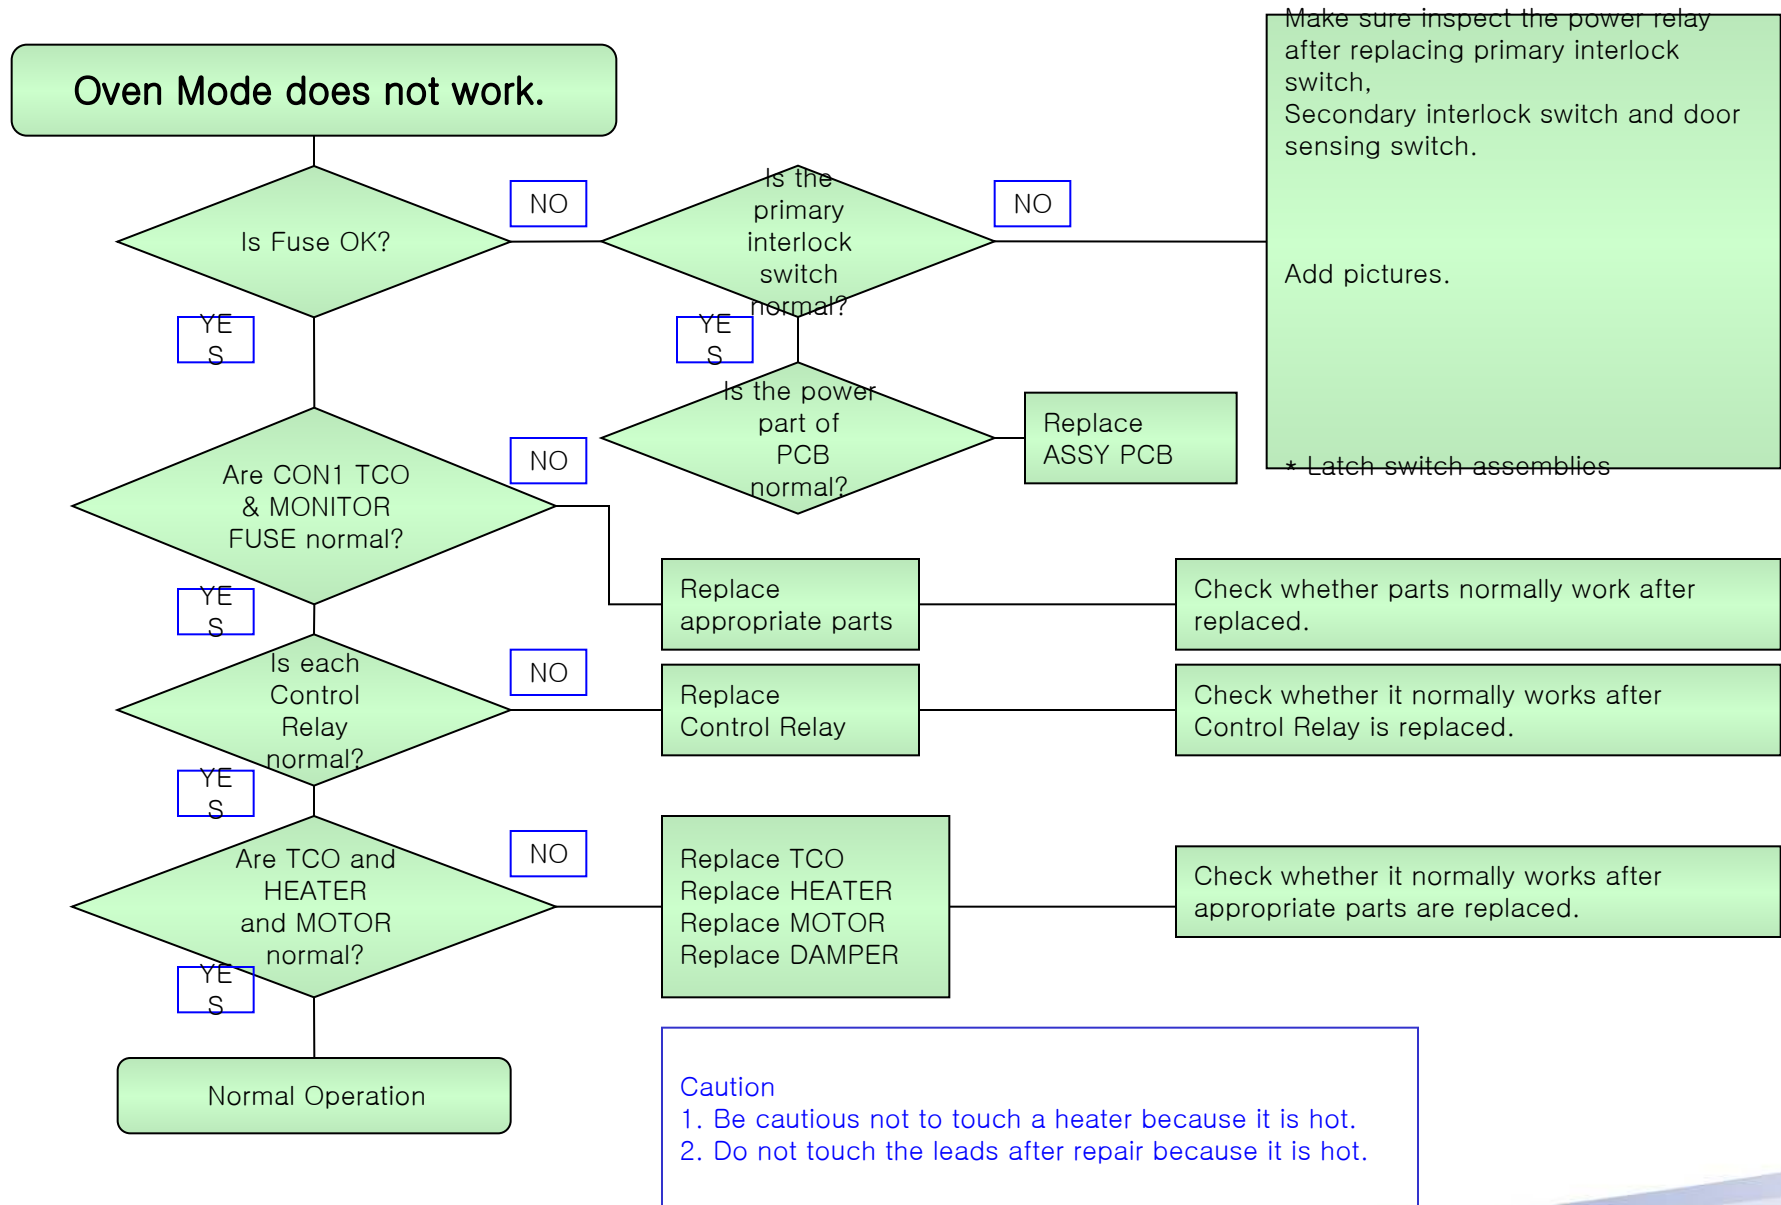 Oven Mode does not work.
Make sure inspect the power relay
after replacing primary interlock
switch,
Secondary interlock switch and door
sensing switch.
Add pictures.
* Latch switch assemblies
Is Fuse OK?
NO
Is the
primary
interlock
switch
normal?
NO
YE
S
YE
S
Is the power
part of
PCB
normal?
Replace
ASSY PCB
Are CON1 TCO
& MONITOR
FUSE normal?
NO
Replace
appropriate parts
Check whether parts normally work after
replaced.
YE
S
Is each
Control
Relay
normal?
NO
Replace
Control Relay
Check whether it normally works after
Control Relay is replaced.
YE
S
Are TCO and
HEATER
and MOTOR
normal?
NO
Replace TCO
Replace HEATER
Replace MOTOR
Replace DAMPER
Check whether it normally works after
appropriate parts are replaced.
YE
S
Normal Operation
Caution
1. Be cautious not to touch a heater because it is hot.
2. Do not touch the leads after repair because it is hot.